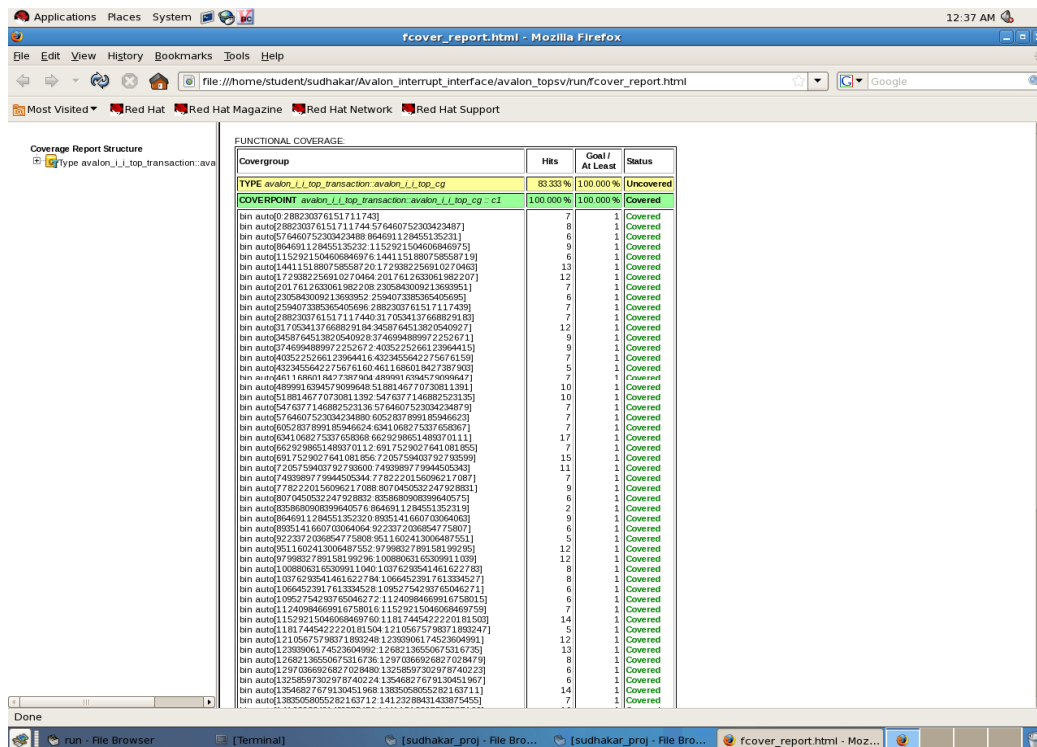 Applications Places System
12:37 AM
fcover_report.html - Mozilla Firefox
File Edit View History Bookmarks Tools Help
file:///home/student/sudhakar/Avalon_interrupt_interface/avalon_topsv/run/fcover_report.html
Google
Most Visited Red Hat Red Hat Magazine Red Hat Network Red Hat Support
Coverage Report Structure
Type avalon_i_i_top_transaction::ava
FUNCTIONAL COVERAGE:
Covergroup Hits Goal / At Least Status
TYPE avalon_i_i_top_transaction::avalon_i_i_top_cg 83.333 % 100.000 % Uncovered
COVERPOINT avalon_i_i_top_transaction::avalon_i_i_top_cg :: c1 100.000 % 100.000 % Covered
bin auto[0:288230376151711743] 7 1 Covered
bin auto[288230376151711744:576460752303423487] 8 1 Covered
bin auto[576460752303423488:864691128455135231] 6 1 Covered
bin auto[864691128455135232:1152921504606846975] 9 1 Covered
bin auto[1152921504606846976:1441151880758558719] 6 1 Covered
bin auto[1441151880758558720:1729382256910270463] 13 1 Covered
bin auto[1729382256910270464:2017612633061982207] 12 1 Covered
bin auto[2017612633061982208:2305843009213693951] 7 1 Covered
bin auto[2305843009213693952:2594073385365405695] 6 1 Covered
bin auto[2594073385365405696:2882303761517117439] 7 1 Covered
bin auto[2882303761517117440:3170534137668829183] 7 1 Covered
bin auto[3170534137668829184:3458764513820540927] 12 1 Covered
bin auto[3458764513820540928:3746994889972252671] 9 1 Covered
bin auto[3746994889972252672:4035225266123964415] 9 1 Covered
bin auto[4035225266123964416:4323455642275676159] 7 1 Covered
bin auto[4323455642275676160:4611686018427387903] 5 1 Covered
bin auto[4611686018427387904:4899916394579099647] 7 1 Covered
bin auto[4899916394579099648:5188146770730811391] 10 1 Covered
bin auto[5188146770730811392:5476377146882523135] 10 1 Covered
bin auto[5476377146882523136:5764607523034234879] 7 1 Covered
bin auto[5764607523034234880:6052837899185946623] 7 1 Covered
bin auto[6052837899185946624:6341068275337658367] 7 1 Covered
bin auto[6341068275337658368:6629298651489370111] 17 1 Covered
bin auto[6629298651489370112:6917529027641081855] 7 1 Covered
bin auto[6917529027641081856:7205759403792793599] 15 1 Covered
bin auto[7205759403792793600:7493989779944505343] 11 1 Covered
bin auto[7493989779944505344:7782220156096217087] 7 1 Covered
bin auto[7782220156096217088:8070450532247928831] 9 1 Covered
bin auto[8070450532247928832:8358680908399640575] 6 1 Covered
bin auto[8358680908399640576:8646911284551352319] 2 1 Covered
bin auto[8646911284551352320:8935141660703064063] 9 1 Covered
bin auto[8935141660703064064:9223372036854775807] 6 1 Covered
bin auto[9223372036854775808:9511602413006487551] 5 1 Covered
bin auto[9511602413006487552:9799832789158199295] 12 1 Covered
bin auto[9799832789158199296:10088063165309911039] 12 1 Covered
bin auto[10088063165309911040:10376293541461622783] 8 1 Covered
bin auto[10376293541461622784:10664523917613334527] 8 1 Covered
bin auto[10664523917613334528:10952754293765046271] 6 1 Covered
bin auto[10952754293765046272:11240984669916758015] 6 1 Covered
bin auto[11240984669916758016:11529215046068469759] 7 1 Covered
bin auto[11529215046068469760:11817445422220181503] 14 1 Covered
bin auto[11817445422220181504:12105675798371893247] 5 1 Covered
bin auto[12105675798371893248:12393906174523604991] 12 1 Covered
bin auto[12393906174523604992:12682136550675316735] 13 1 Covered
bin auto[12682136550675316736:12970366926827028479] 8 1 Covered
bin auto[12970366926827028480:13258597302978740223] 6 1 Covered
bin auto[13258597302978740224:13546827679130451967] 6 1 Covered
bin auto[13546827679130451968:13835058055282163711] 14 1 Covered
bin auto[13835058055282163712:14123288431433875455] 7 1 Covered
Done
run - File Browser [Terminal] [sudhakar_proj - File Bro... [sudhakar_proj - File Bro... fcover_report.html - Moz...